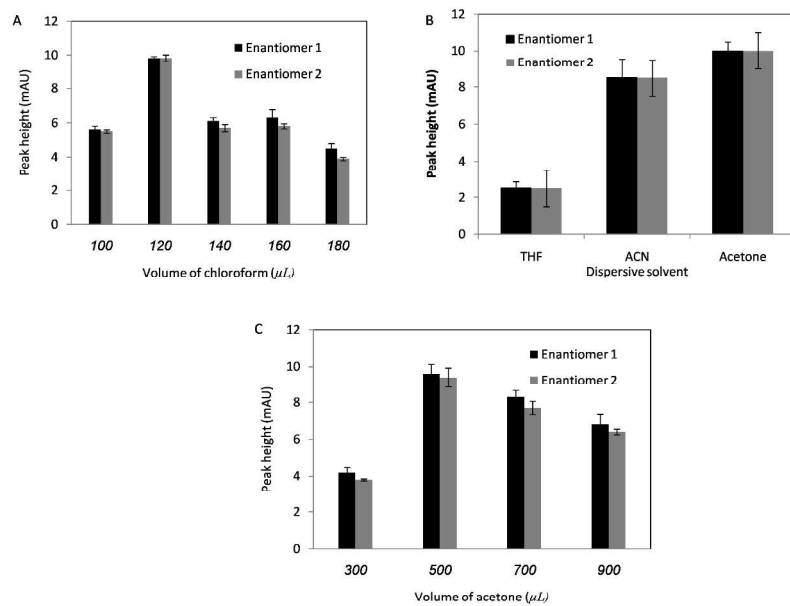 A
Peak height (mAU)
12
10
8
6
4
2
0
Enantiomer 1
Enantiomer 2
100 120 140 160 180
Volume of chloroform (μL)
B
Peak height (mAU)
12
10
8
6
4
2
0
Enantiomer 1
Enantiomer 2
THF ACN Acetone
Dispersive solvent
C
Peak height (mAU)
12
10
8
6
4
2
0
Enantiomer 1
Enantiomer 2
300 500 700 900
Volume of acetone (μL)